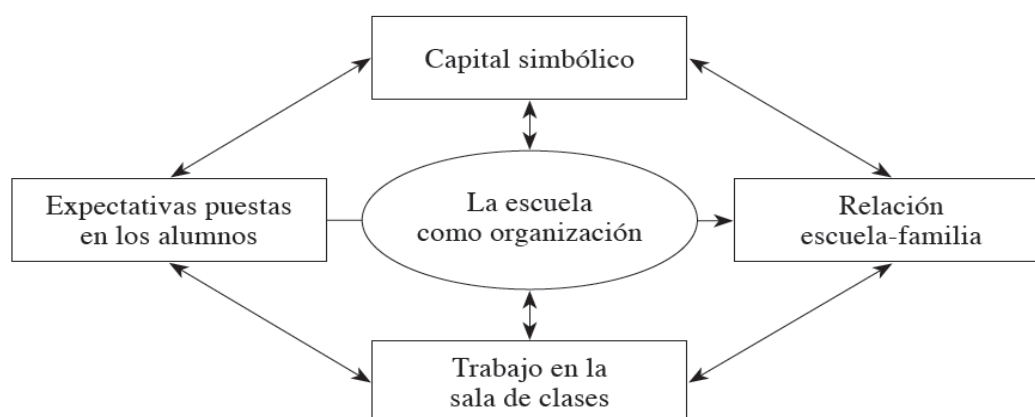 Capital simbólico
Expectativas puestas
en los alumnos
La escuela
como organización
Relación
escuela-familia
Trabajo en la
sala de clases